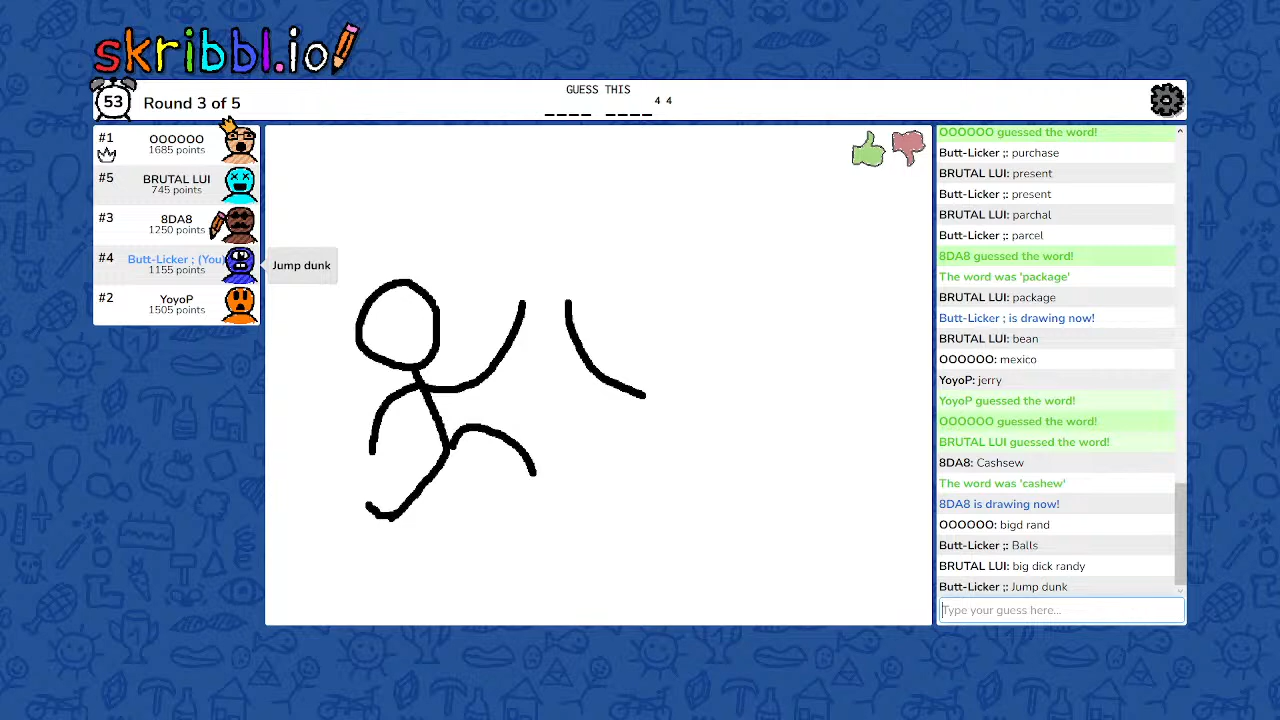 skribbl.io
53
Round 3 of 5
GUESS THIS
____ ____ 4 4
#1 OOOOOO
1685 points
#5 BRUTAL LUI
745 points
#3 8DA8
1250 points
#4 Butt-Licker ; (You)
1155 points
#2 YoyoP
1505 points
Jump dunk
OOOOOO guessed the word!
Butt-Licker ;: purchase
BRUTAL LUI: present
Butt-Licker ;: present
BRUTAL LUI: parchal
Butt-Licker ;: parcel
8DA8 guessed the word!
The word was 'package'
BRUTAL LUI: package
Butt-Licker ; is drawing now!
BRUTAL LUI: bean
OOOOOO: mexico
YoyoP: jerry
YoyoP guessed the word!
OOOOOO guessed the word!
BRUTAL LUI guessed the word!
8DA8: Cashsew
The word was 'cashew'
8DA8 is drawing now!
OOOOOO: bigd rand
Butt-Licker ;: Balls
BRUTAL LUI: big dick randy
Butt-Licker ;: Jump dunk
Type your guess here...